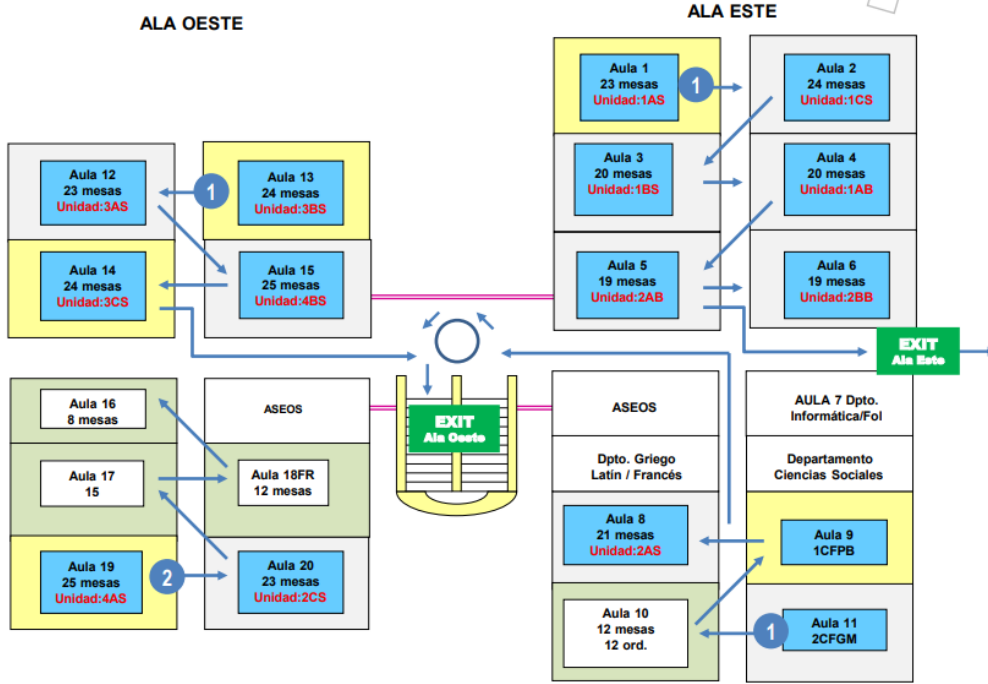 ALA OESTE
ALA ESTE
Aula 1
23 mesas
Unidad:1AS
1
Aula 2
24 mesas
Unidad:1CS
Aula 3
20 mesas
Unidad:1BS
Aula 4
20 mesas
Unidad:1AB
Aula 5
19 mesas
Unidad:2AB
Aula 6
19 mesas
Unidad:2BB
Aula 12
23 mesas
Unidad:3AS
1
Aula 13
24 mesas
Unidad:3BS
Aula 14
24 mesas
Unidad:3CS
Aula 15
25 mesas
Unidad:4BS
EXIT
Ala Este
Aula 16
8 mesas
ASEOS
EXIT
Ala Oeste
ASEOS
AULA 7 Dpto.
Informática/Fol
Aula 17
15
Aula 18FR
12 mesas
Dpto. Griego
Latín / Francés
Departamento
Ciencias Sociales
Aula 19
25 mesas
Unidad:4AS
2
Aula 20
23 mesas
Unidad:2CS
Aula 8
21 mesas
Unidad:2AS
Aula 9
1CFPB
Aula 10
12 mesas
12 ord.
1
Aula 11
2CFGM